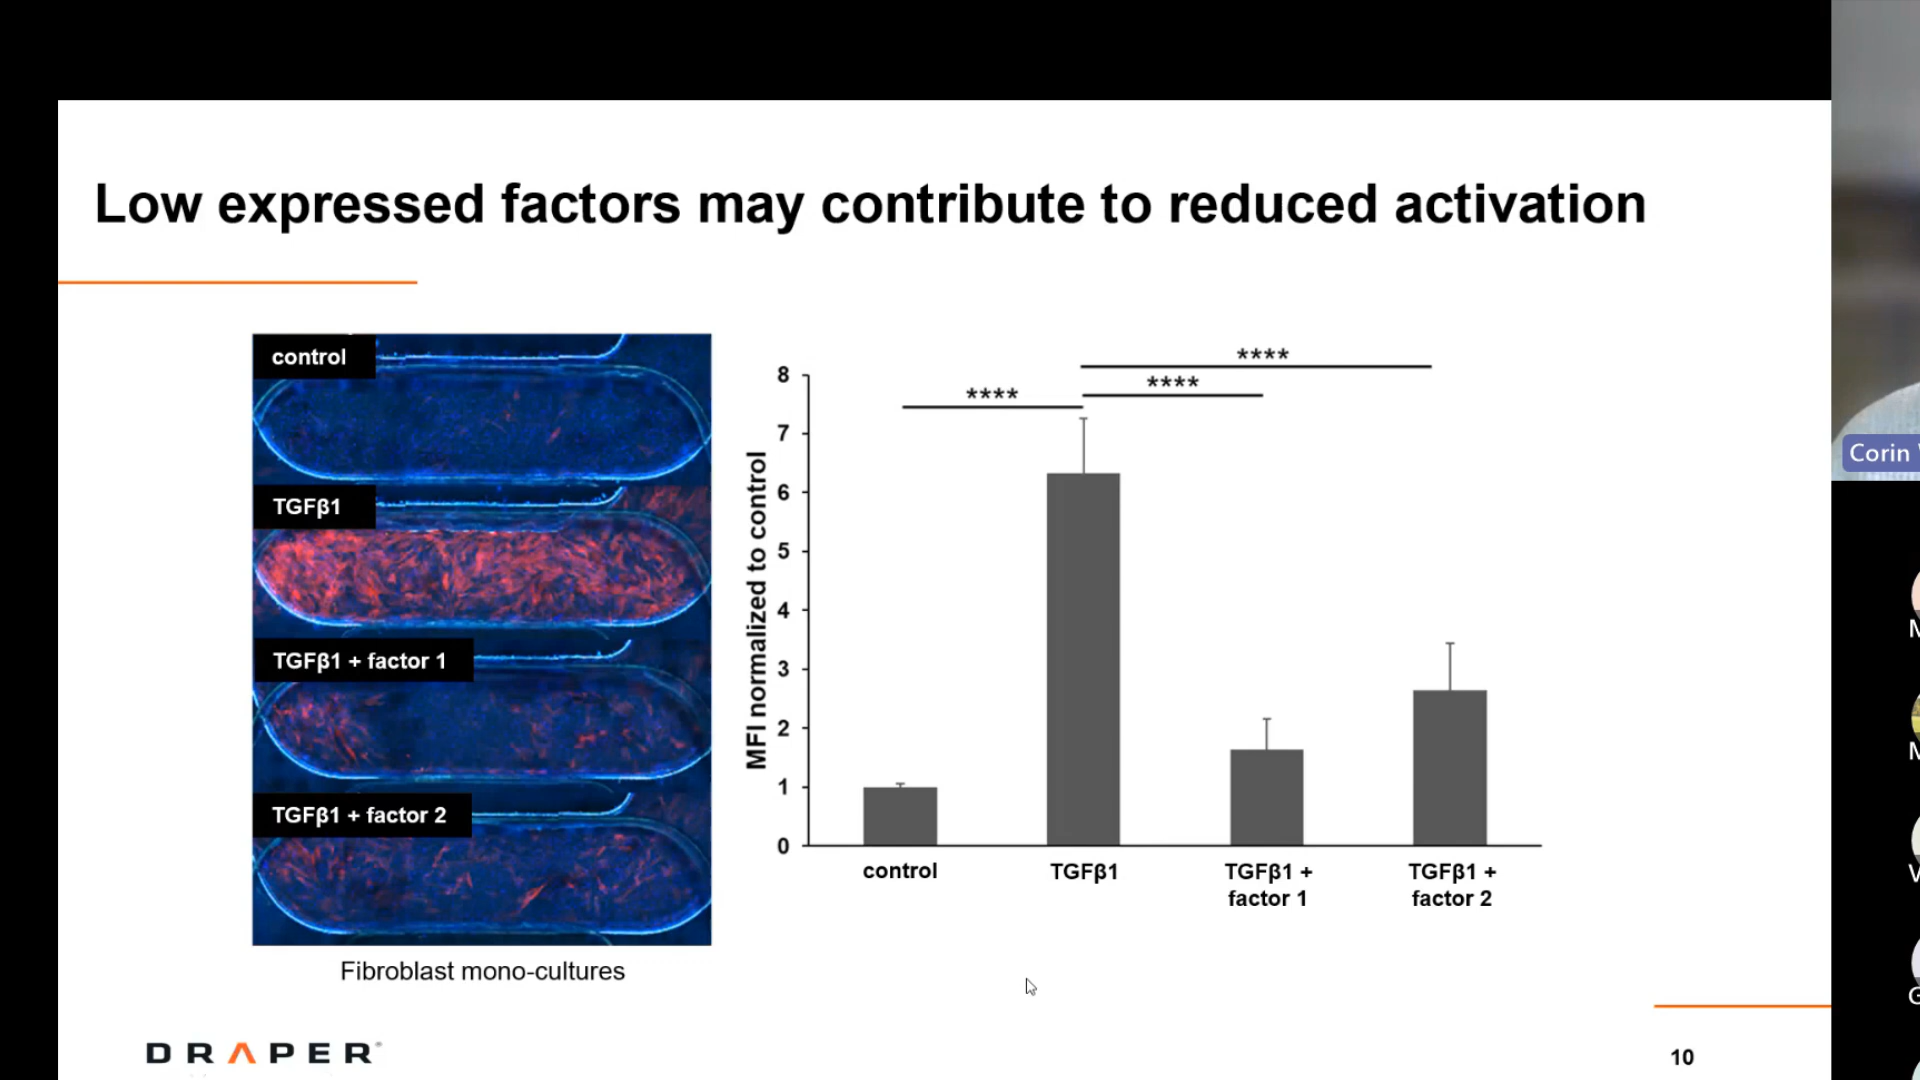 Low expressed factors may contribute to reduced activation
control
TGFβ1
TGFβ1 + factor 1
TGFβ1 + factor 2
Fibroblast mono-cultures
MFI normalized to control
8
7
6
5
4
3
2
1
0
****
****
****
control
TGFβ1
TGFβ1 +
factor 1
TGFβ1 +
factor 2
DRAPER®
10
Corin